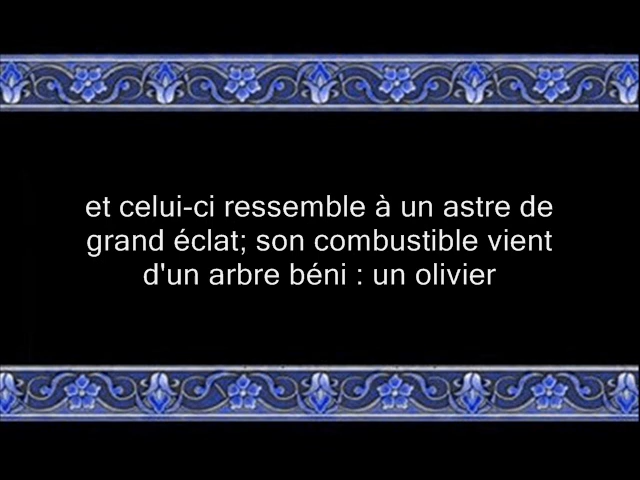 et celui-ci ressemble à un astre de
grand éclat; son combustible vient
d'un arbre béni : un olivier